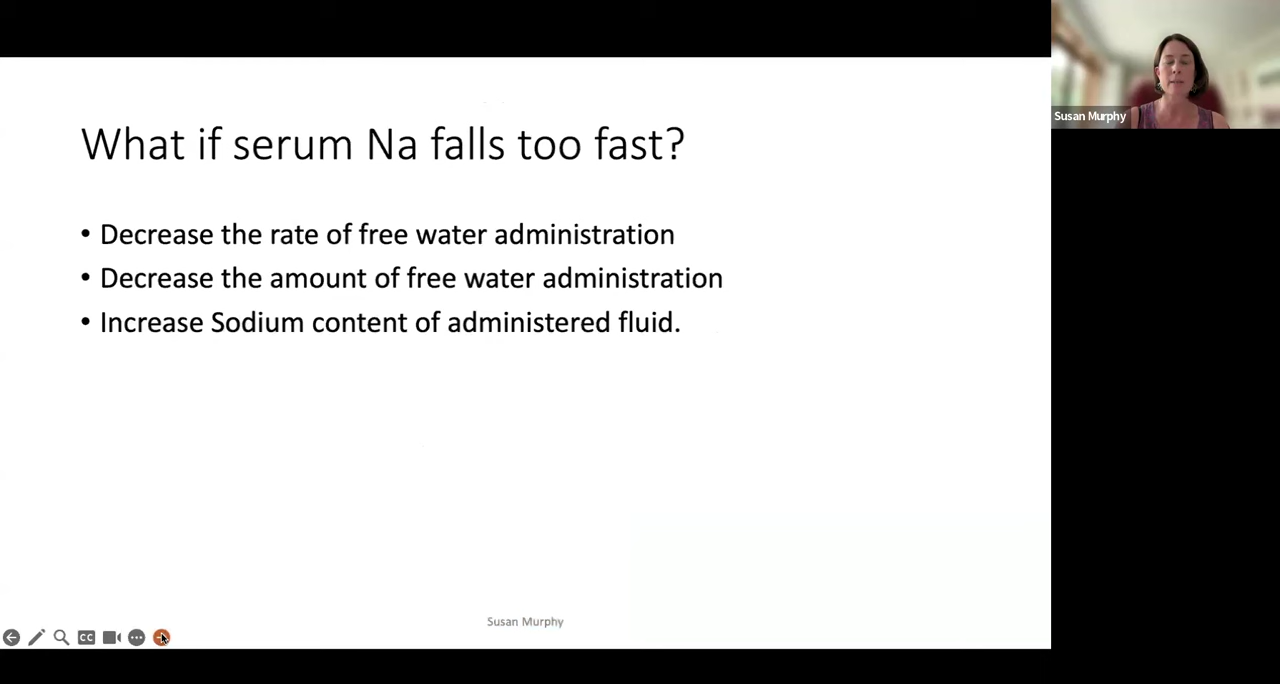 What if serum Na falls too fast?
• Decrease the rate of free water administration
• Decrease the amount of free water administration
• Increase Sodium content of administered fluid.
Susan Murphy
CC
Susan Murphy